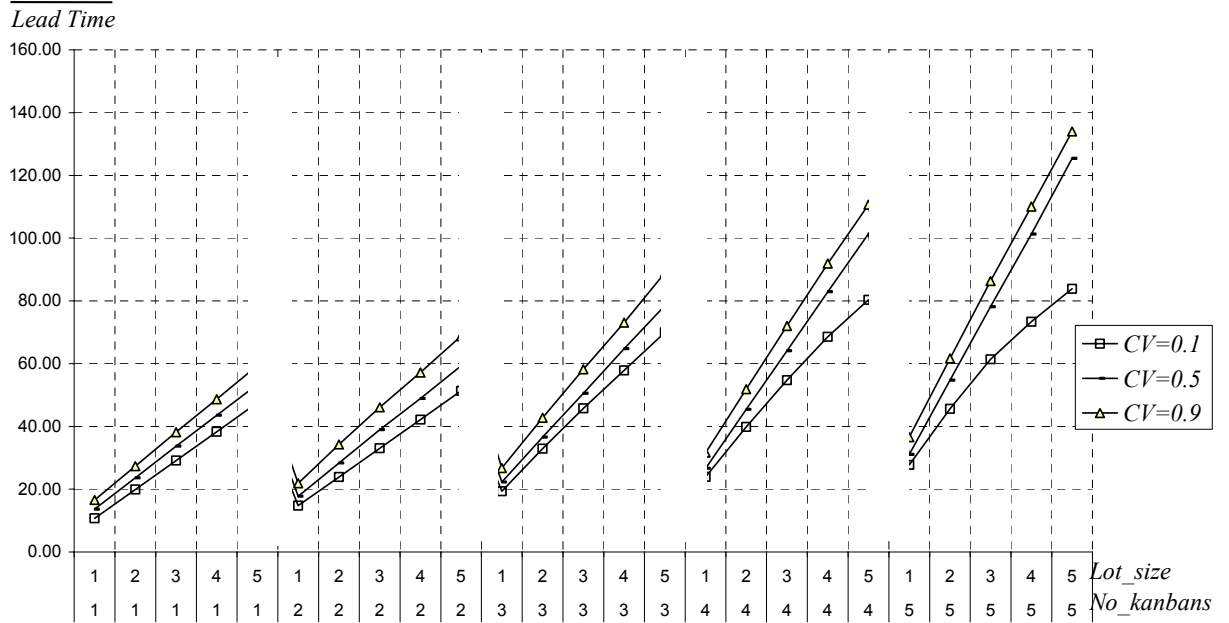 Lead Time
160.00
140.00
120.00
100.00
80.00
60.00
40.00
20.00
0.00
CV=0.1
CV=0.5
CV=0.9
1 2 3 4 5 1 2 3 4 5 1 2 3 4 5 1 2 3 4 5 1 2 3 4 5 Lot_size
1 1 1 1 1 2 2 2 2 2 3 3 3 3 3 4 4 4 4 4 5 5 5 5 5 No_kanbans